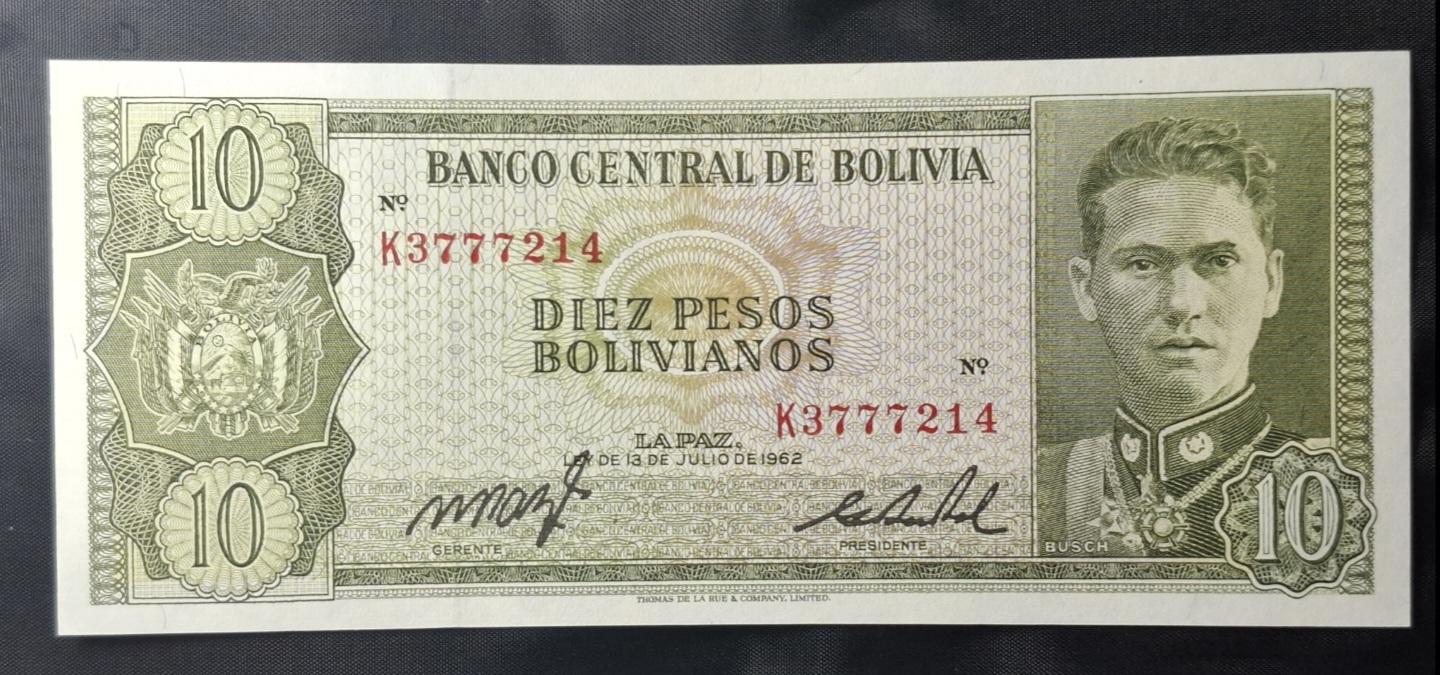 10
BANCO CENTRAL DE BOLIVIA
Nº
K3777214
DIEZ PESOS
BOLIVIANOS
Nº
K3777214
BOLIVIA
LA PAZ,
LEY DE 13 DE JULIO DE 1962
GERENTE
PRESIDENTE
BUSCH
10
10
THOMAS DE LA RUE & COMPANY, LIMITED.